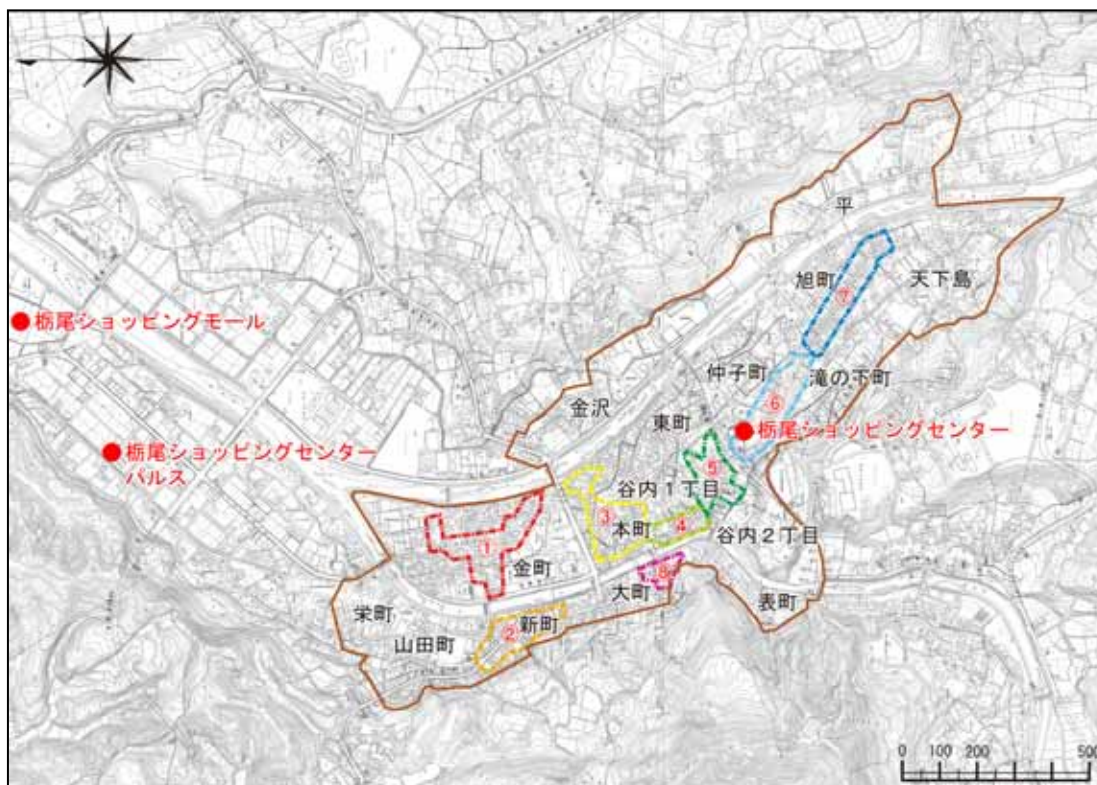 平
旭町
⑦
天下島
栃尾ショッピングモール
仲子町
滝の下町
⑥
金沢
東町
栃尾ショッピングセンター
栃尾ショッピングセンター
パルス
⑤
谷内1丁目
③
本町
④
谷内2丁目
①
金町
⑧
大町
表町
栄町
②
新町
山田町
0 100 200 500